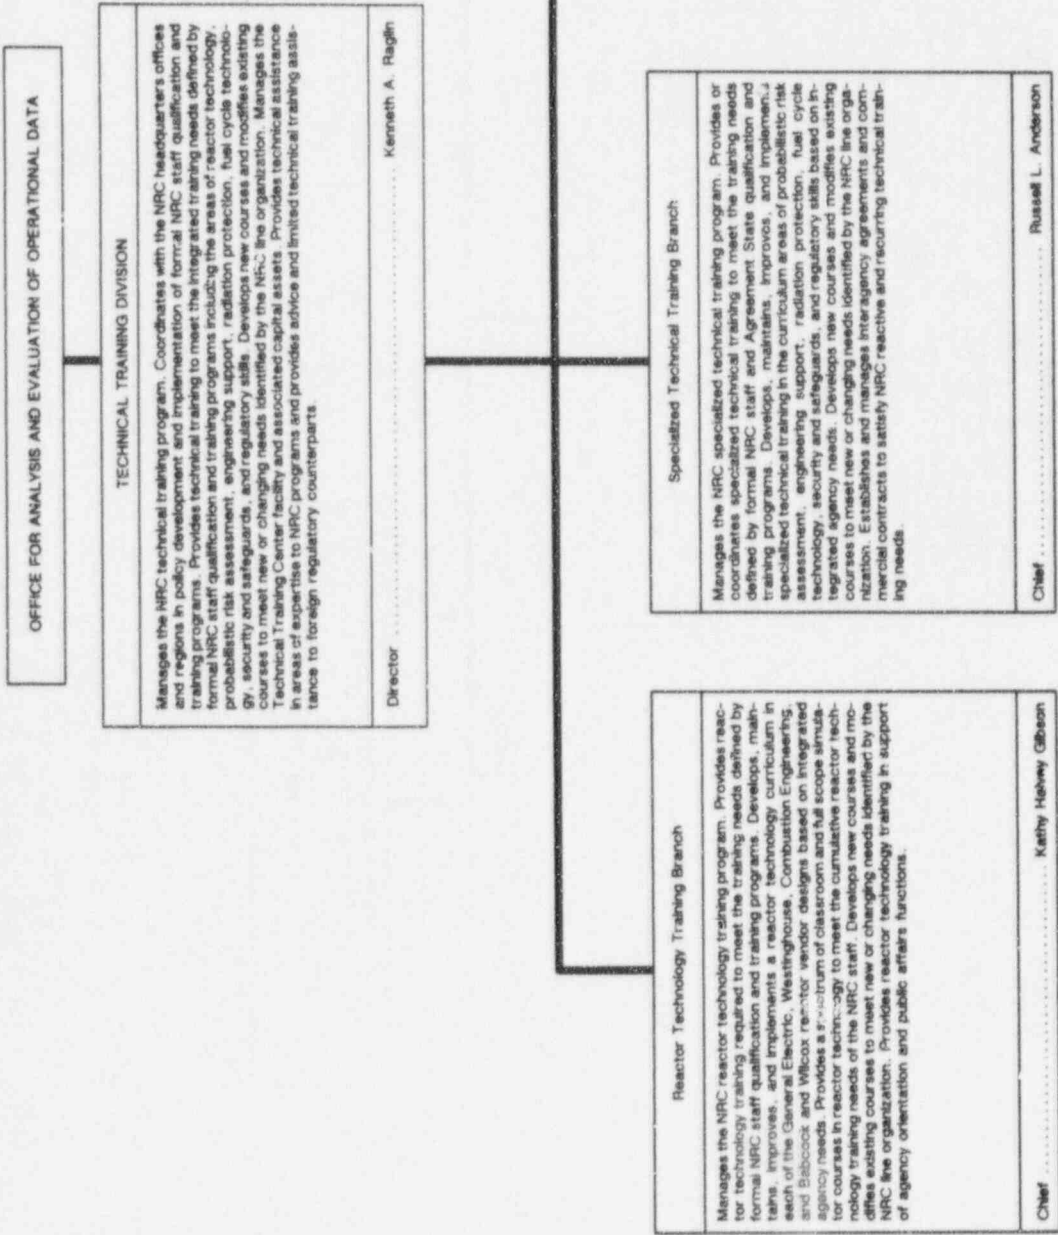 OFFICE FOR ANALYSIS AND EVALUATION OF OPERATIONAL DATA
TECHNICAL TRAINING DIVISION
Manages the NRC technical training program. Coordinates with the NRC headquarters offices
and regions in policy development and implementation of formal NRC staff qualification and
training programs. Provides technical training to meet the integrated training needs defined by
formal NRC staff qualification and training programs including the areas of reactor technology,
probabilistic risk assessment, engineering support, radiation protection, fuel cycle technolo-
gy, security and safeguards, and regulatory skills. Develops new courses and modifies existing
courses to meet new or changing needs identified by the NRC line organization. Manages the
Technical Training Center facility and associated capital assets. Provides technical assistance
in areas of expertise to NRC programs and provides advice and limited technical training assis-
tance to foreign regulatory counterparts.
Director .......... Kenneth A. Raglin
Reactor Technology Training Branch
Manages the NRC reactor technology training program. Provides reac-
tor technology training required to meet the training needs defined by
formal NRC staff qualification and training programs. Develops, main-
tains, improves, and implements a reactor technology curriculum in
each of the General Electric, Westinghouse, Combustion Engineering,
and Babcock and Wilcox reactor vendor designs based on integrated
agency needs. Provides a spectrum of classroom and full scope simula-
tor courses in reactor technology to meet the cumulative reactor tech-
nology training needs of the NRC staff. Develops new courses and mo-
difies existing courses to meet new or changing needs identified by the
NRC line organization. Provides reactor technology training in support
of agency orientation and public affairs functions.
Chief .......... Kathy Halvey Gibson
Specialized Technical Training Branch
Manages the NRC specialized technical training program. Provides or
coordinates specialized technical training to meet the training needs
defined by formal NRC staff and Agreement State qualification and
training programs. Develops, maintains, improves, and implements
specialized technical training in the curriculum areas of probabilistic risk
assessment, engineering support, radiation protection, fuel cycle
technology, security and safeguards, and regulatory skills based on in-
tegrated agency needs. Develops new courses and modifies existing
courses to meet new or changing needs identified by the NRC line orga-
nization. Establishes and manages interagency agreements and com-
mercial contracts to satisfy NRC reactive and recurring technical train-
ing needs.
Chief .......... Russell L. Anderson